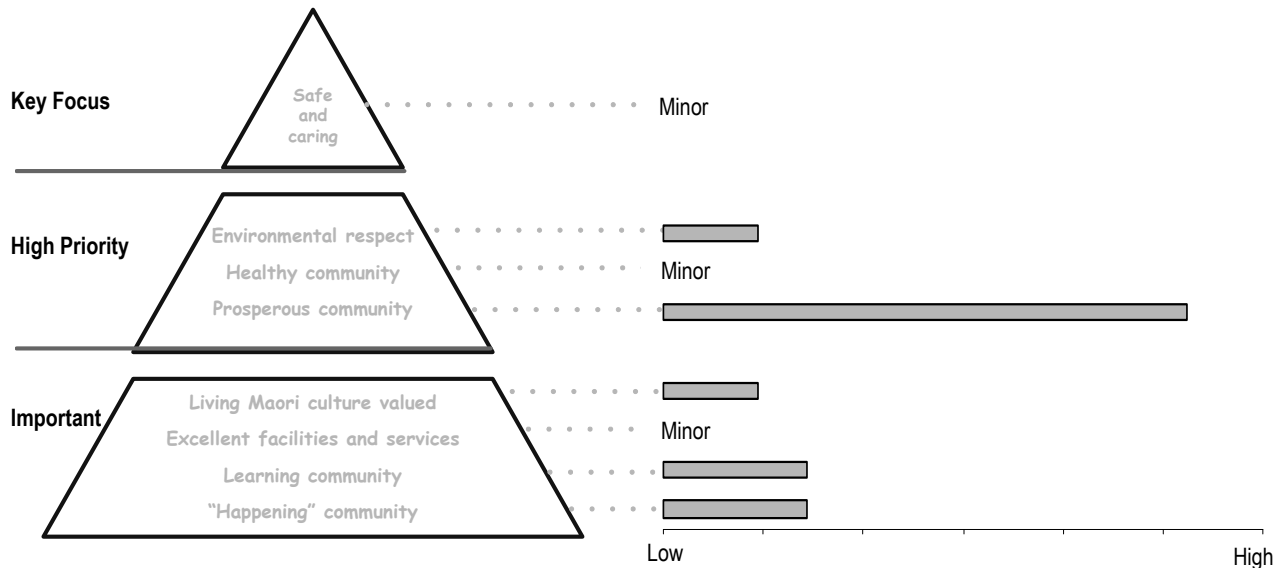 Key Focus
Safe
and
caring
Minor
High Priority
Environmental respect
Healthy community
Minor
Prosperous community
Important
Living Maori culture valued
Excellent facilities and services
Minor
Learning community
“Happening” community
Low
High